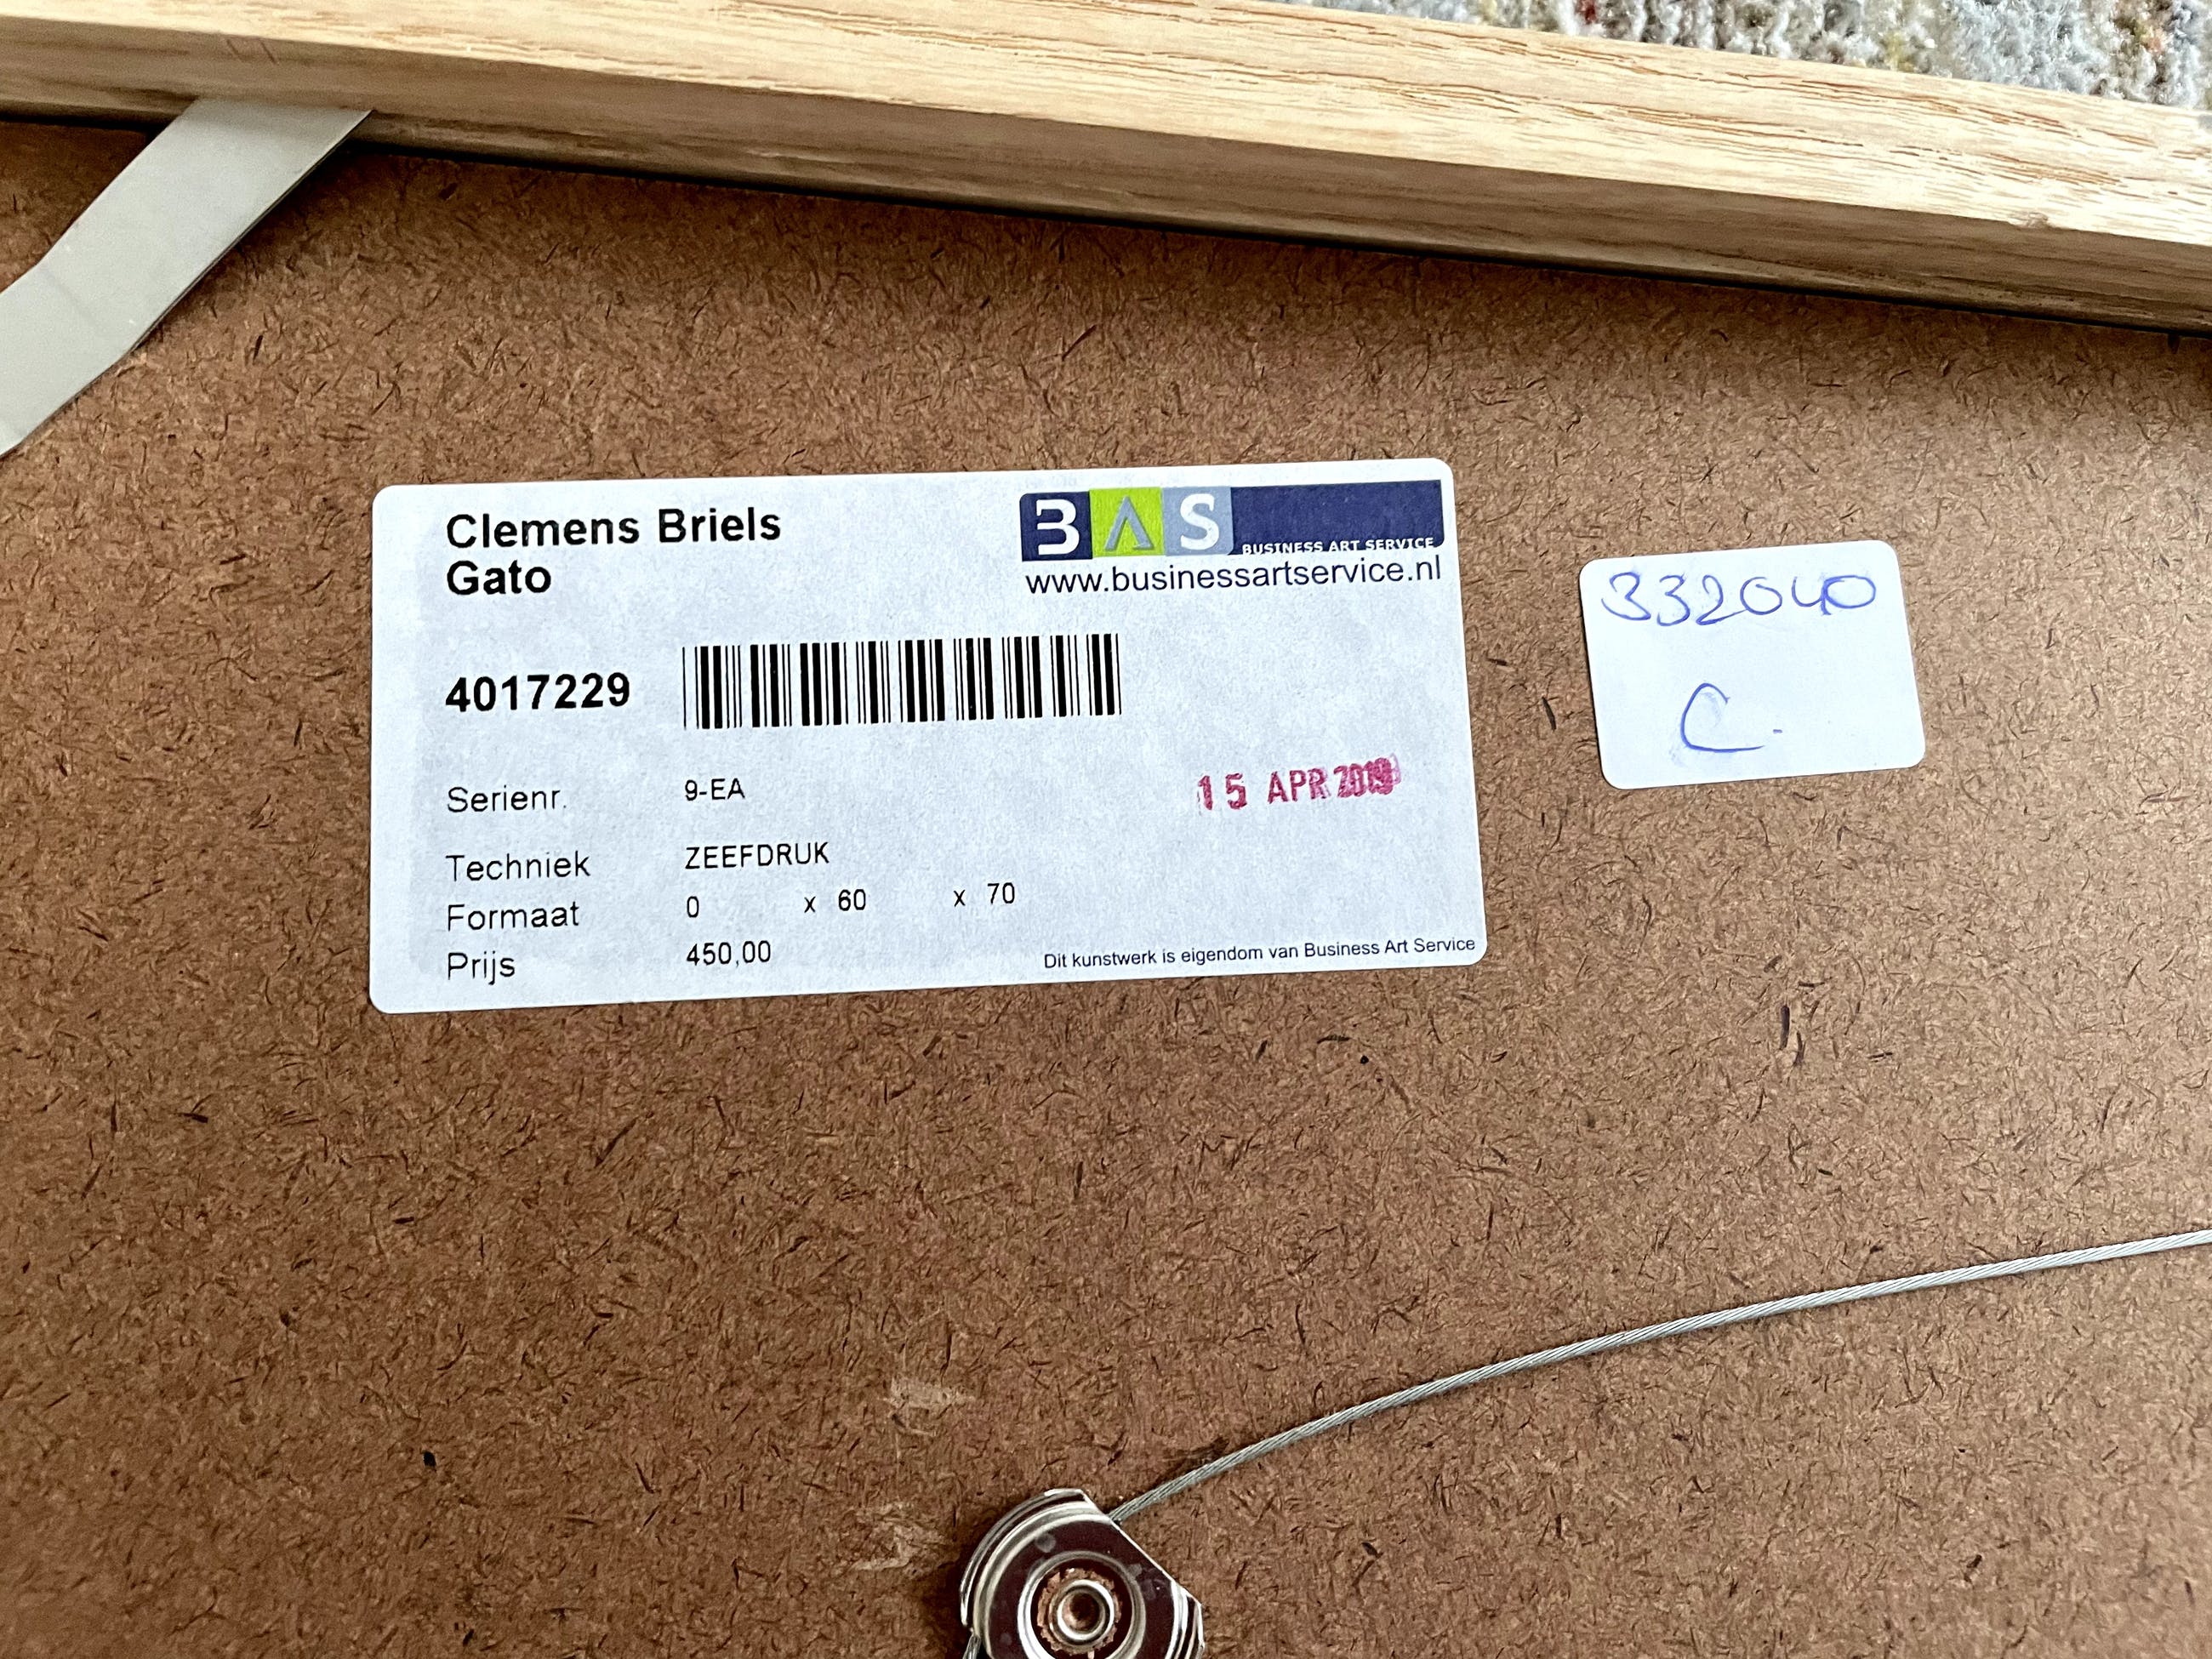 Clemens Briels
Gato
BAS
BUSINESS ART SERVICE
www.businessartservice.nl
4017229
Serienr. 9-EA
15 APR 2019
Techniek ZEEFDRUK
Formaat 0 x 60 x 70
Prijs 450,00
Dit kunstwerk is eigendom van Business Art Service
332040
C.